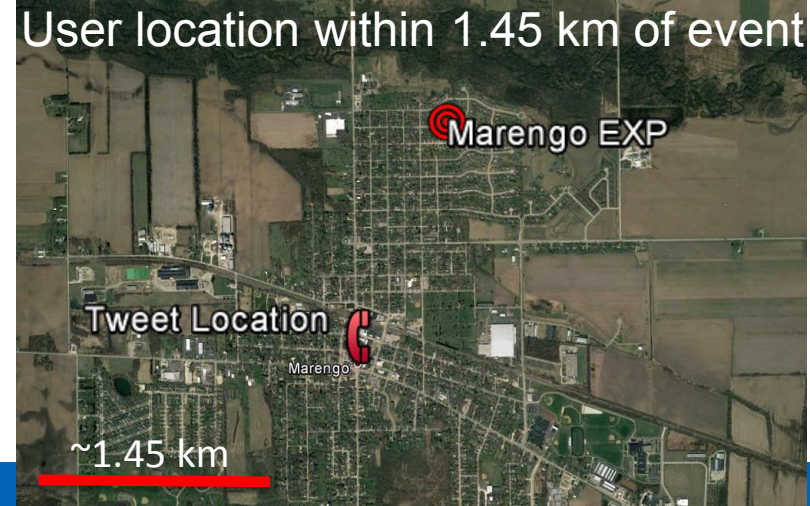 User location within 1.45 km of event
Marengo EXP
Tweet Location
Marengo
~1.45 km